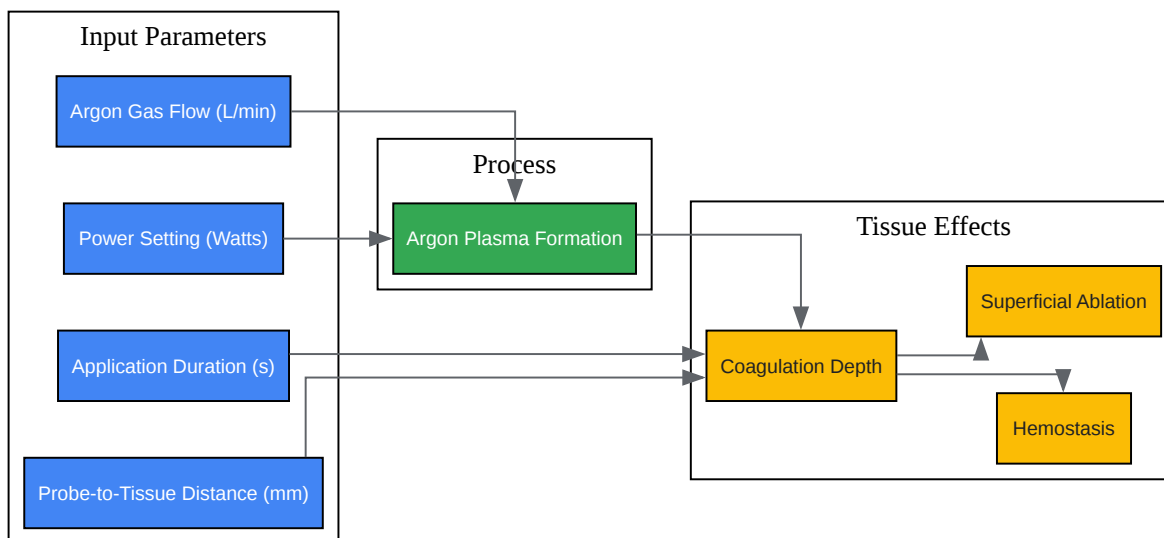 Input Parameters
Argon Gas Flow (L/min)
Power Setting (Watts)
Application Duration (s)
Probe-to-Tissue Distance (mm)
Process
Argon Plasma Formation
Tissue Effects
Superficial Ablation
Coagulation Depth
Hemostasis